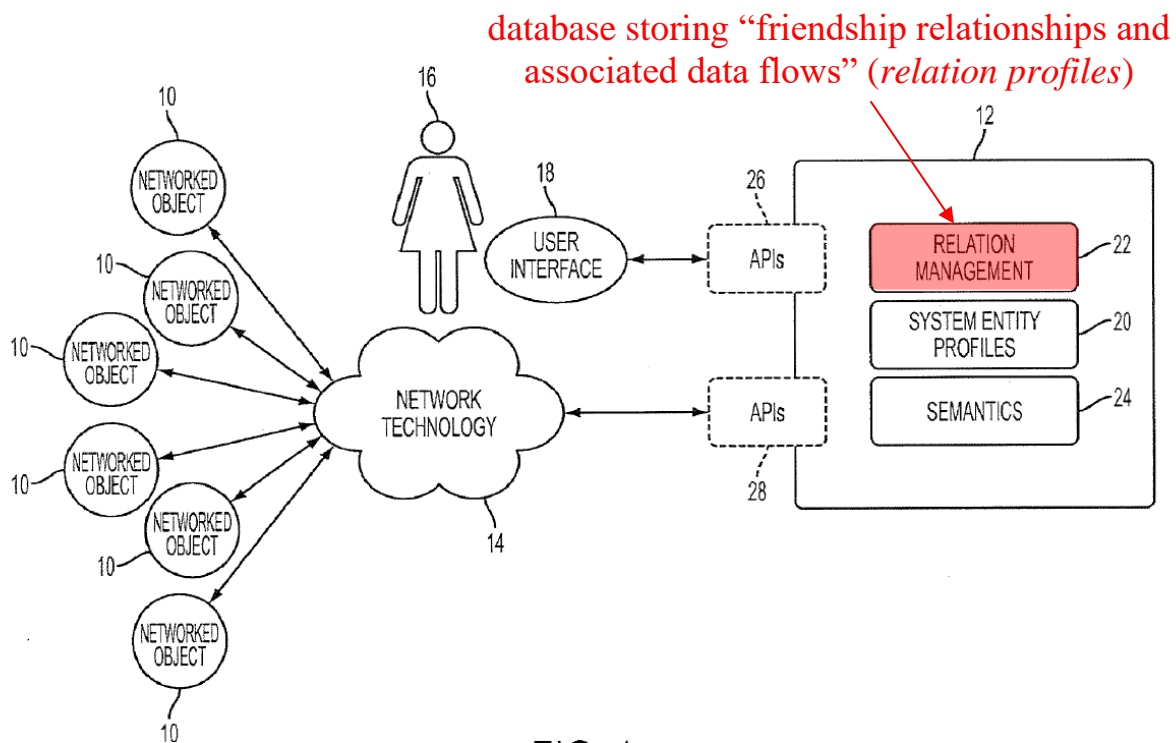 database storing “friendship relationships and
associated data flows” (relation profiles)
16
10
12
NETWORKED
OBJECT
18
26
USER
INTERFACE
APIs
RELATION
MANAGEMENT
22
10
NETWORKED
OBJECT
SYSTEM ENTITY
PROFILES
20
10
NETWORKED
OBJECT
NETWORK
TECHNOLOGY
APIs
SEMANTICS
24
10
NETWORKED
OBJECT
28
14
10
NETWORKED
OBJECT
NETWORKED
OBJECT
10